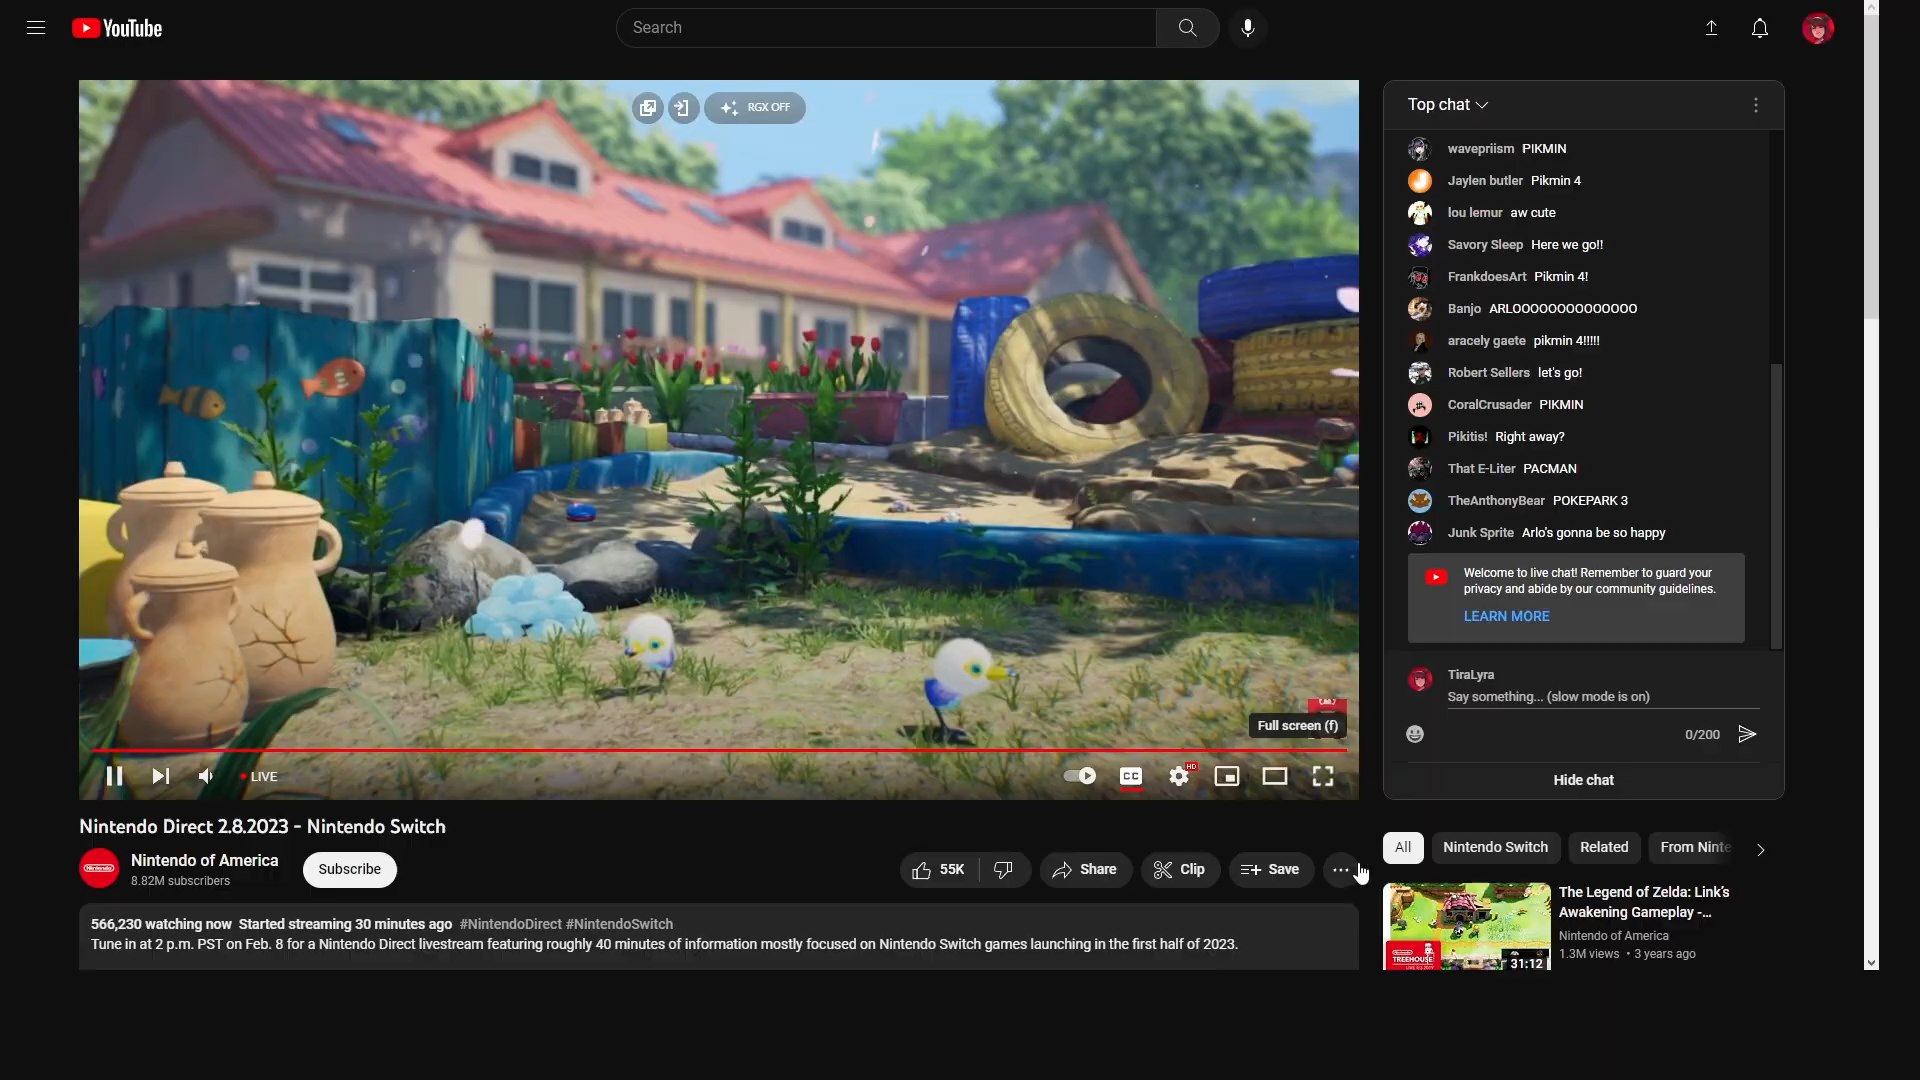 YouTube
Search
RGX OFF
Full screen (f)
LIVE
CC
HD
Nintendo Direct 2.8.2023 - Nintendo Switch
Nintendo of America
8.82M subscribers
Subscribe
55K
Share
Clip
Save
566,230 watching now Started streaming 30 minutes ago #NintendoDirect #NintendoSwitch
Tune in at 2 p.m. PST on Feb. 8 for a Nintendo Direct livestream featuring roughly 40 minutes of information mostly focused on Nintendo Switch games launching in the first half of 2023.
Top chat
wavepriism PIKMIN
Jaylen butler Pikmin 4
lou lemur aw cute
Savory Sleep Here we go!!
FrankdoesArt Pikmin 4!
Banjo ARLOOOOOOOOOOOOOO
aracely gaete pikmin 4!!!!!
Robert Sellers let's go!
CoralCrusader PIKMIN
Pikitis! Right away?
That E-Liter PACMAN
TheAnthonyBear POKEPARK 3
Junk Sprite Arlo's gonna be so happy
Welcome to live chat! Remember to guard your
privacy and abide by our community guidelines.
LEARN MORE
TiraLyra
Say something... (slow mode is on)
0/200
Hide chat
All
Nintendo Switch
Related
From Ninte
The Legend of Zelda: Link's
Awakening Gameplay -...
Nintendo of America
1.3M views • 3 years ago
TREEHOUSE
31:12